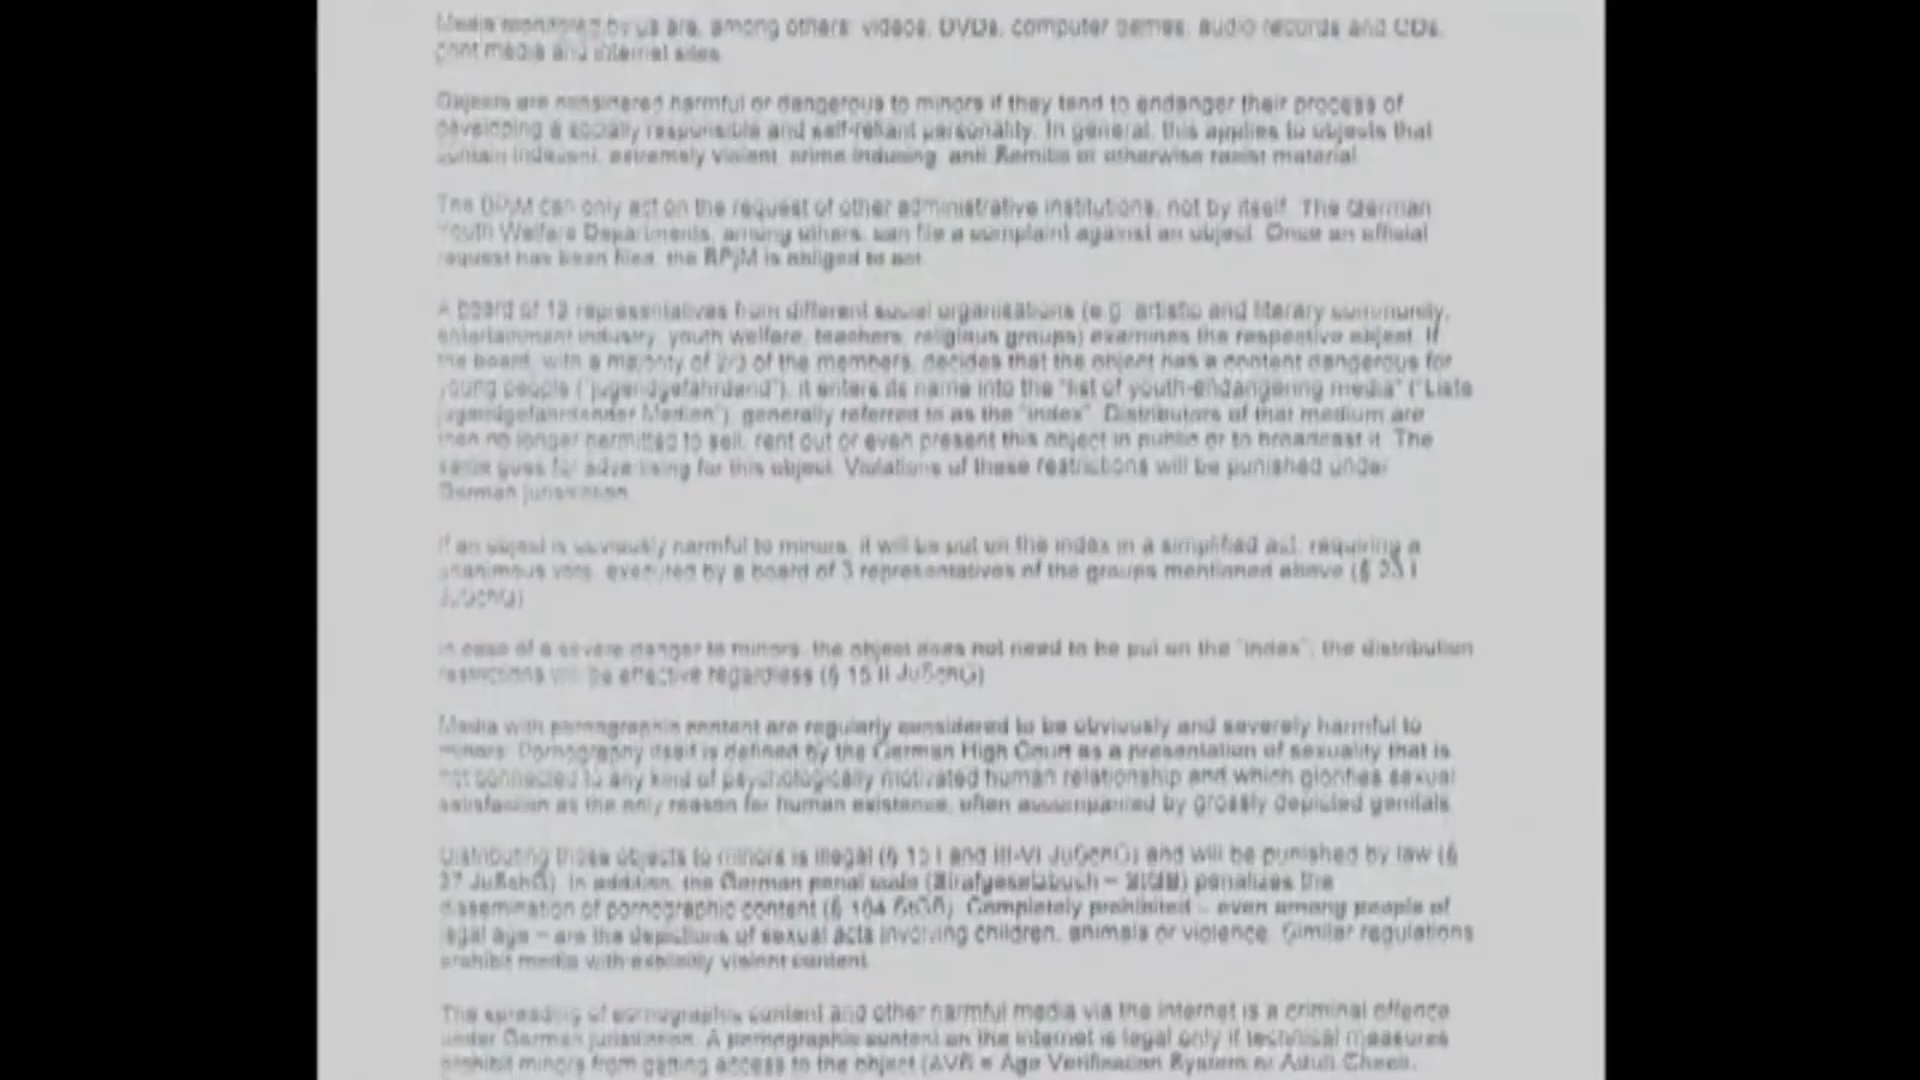 Media monitored by us are, among others: videos, DVDs, computer games, audio records and CDs,
print media and internet sites.
Objects are considered harmful or dangerous to minors if they tend to endanger their process of
developing a socially responsible and self-reliant personality. In general, this applies to objects that
contain indecent, extremely violent, crime-inducing, anti-Semitic or otherwise racist material.
The BPjM can only act on the request of other administrative institutions, not by itself. The German
Youth Welfare Departments, among others, can file a complaint against an object. Once an official
request has been filed, the BPjM is obliged to act.
A board of 12 representatives from different social organisations (e.g. artistic and literary community,
entertainment industry, youth welfare, teachers, religious groups) examines the respective object. If
the board, with a majority of 2/3 of the members, decides that the object has a content dangerous for
young people ("jugendgefährdend"), it enters its name into the "list of youth-endangering media" ("Liste
jugendgefährdender Medien"), generally referred to as the "index". Distributors of that medium are
then no longer permitted to sell, rent out or even present this object in public or to broadcast it. The
same goes for advertising for this object. Violations of these restrictions will be punished under
German jurisdiction.
If an object is obviously harmful to minors, it will be put on the index in a simplified act, requiring a
unanimous vote, executed by a board of 3 representatives of the groups mentioned above (§ 23 I
JuSchG)
In case of a severe danger to minors, the object does not need to be put on the "index", the distribution
restrictions will be effective regardless (§ 15 II JuSchG)
Media with pornographic content are regularly considered to be obviously and severely harmful to
minors. Pornography itself is defined by the German High Court as a presentation of sexuality that is
not connected to any kind of psychologically motivated human relationship and which glorifies sexual
satisfaction as the only reason for human existence, often accompanied by grossly depicted genitals.
Distributing those objects to minors is illegal (§ 15 I and III-VI JuSchG) and will be punished by law (§
27 JuSchG). In addition, the German penal code (Strafgesetzbuch – StGB) penalizes the
dissemination of pornographic content (§ 184 StGB). Completely prohibited – even among people of
legal age – are the depictions of sexual acts involving children, animals or violence. Similar regulations
prohibit media with explicitly violent content.
The spreading of pornographic content and other harmful media via the internet is a criminal offence
under German jurisdiction. A pornographic content on the internet is legal only if technical measures
prohibit minors from getting access to the object (AVS = Age Verification System or Adult-Check-